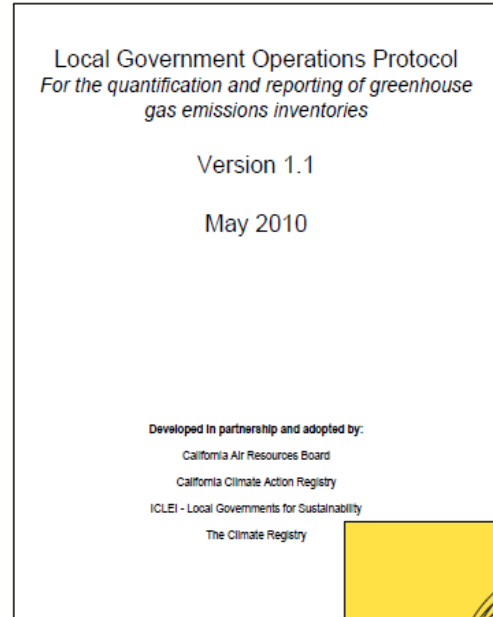 Local Government Operations Protocol
For the quantification and reporting of greenhouse
gas emissions inventories
Version 1.1
May 2010
Developed in partnership and adopted by:
California Air Resources Board
California Climate Action Registry
ICLEI - Local Governments for Sustainability
The Climate Registry